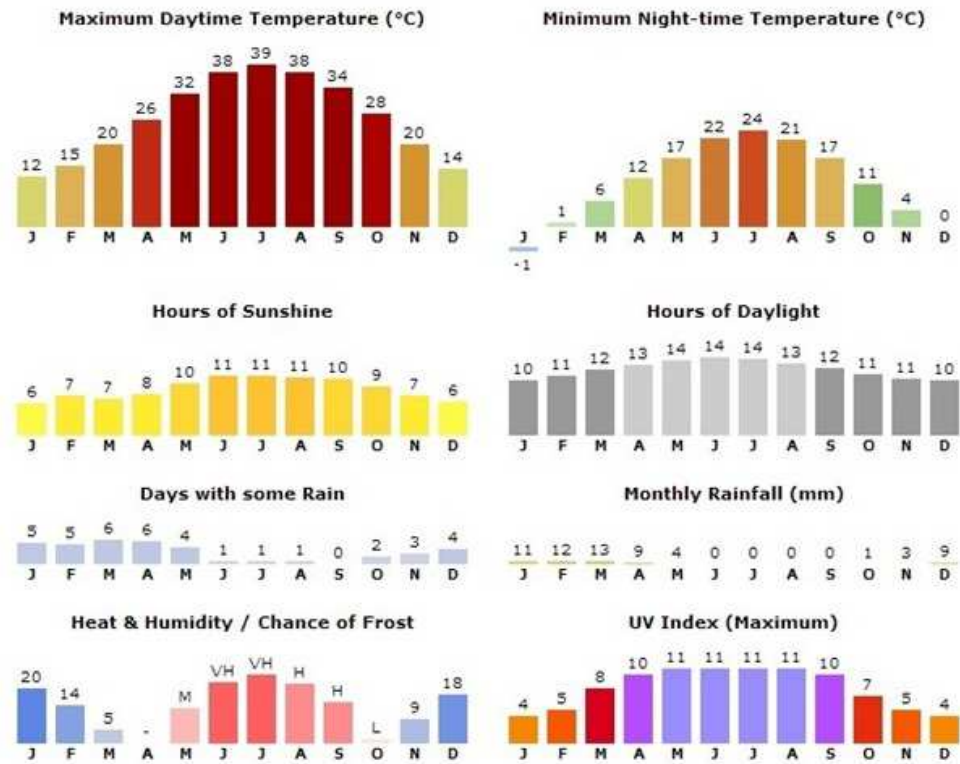 Maximum Daytime Temperature (°C)
12 15 20 26 32 38 39 38 34 28 20 14
J F M A M J J A S O N D
Minimum Night-time Temperature (°C)
-1 1 6 12 17 22 24 21 17 11 4 0
J F M A M J J A S O N D
Hours of Sunshine
6 7 7 8 10 11 11 11 10 9 7 6
J F M A M J J A S O N D
Hours of Daylight
10 11 12 13 14 14 14 13 12 11 11 10
J F M A M J J A S O N D
Days with some Rain
5 5 6 6 4 1 1 1 0 2 3 4
J F M A M J J A S O N D
Monthly Rainfall (mm)
11 12 13 9 4 0 0 0 0 1 3 9
J F M A M J J A S O N D
Heat & Humidity / Chance of Frost
20 14 5 - M VH VH H H L 9 18
J F M A M J J A S O N D
UV Index (Maximum)
4 5 8 10 11 11 11 11 10 7 5 4
J F M A M J J A S O N D